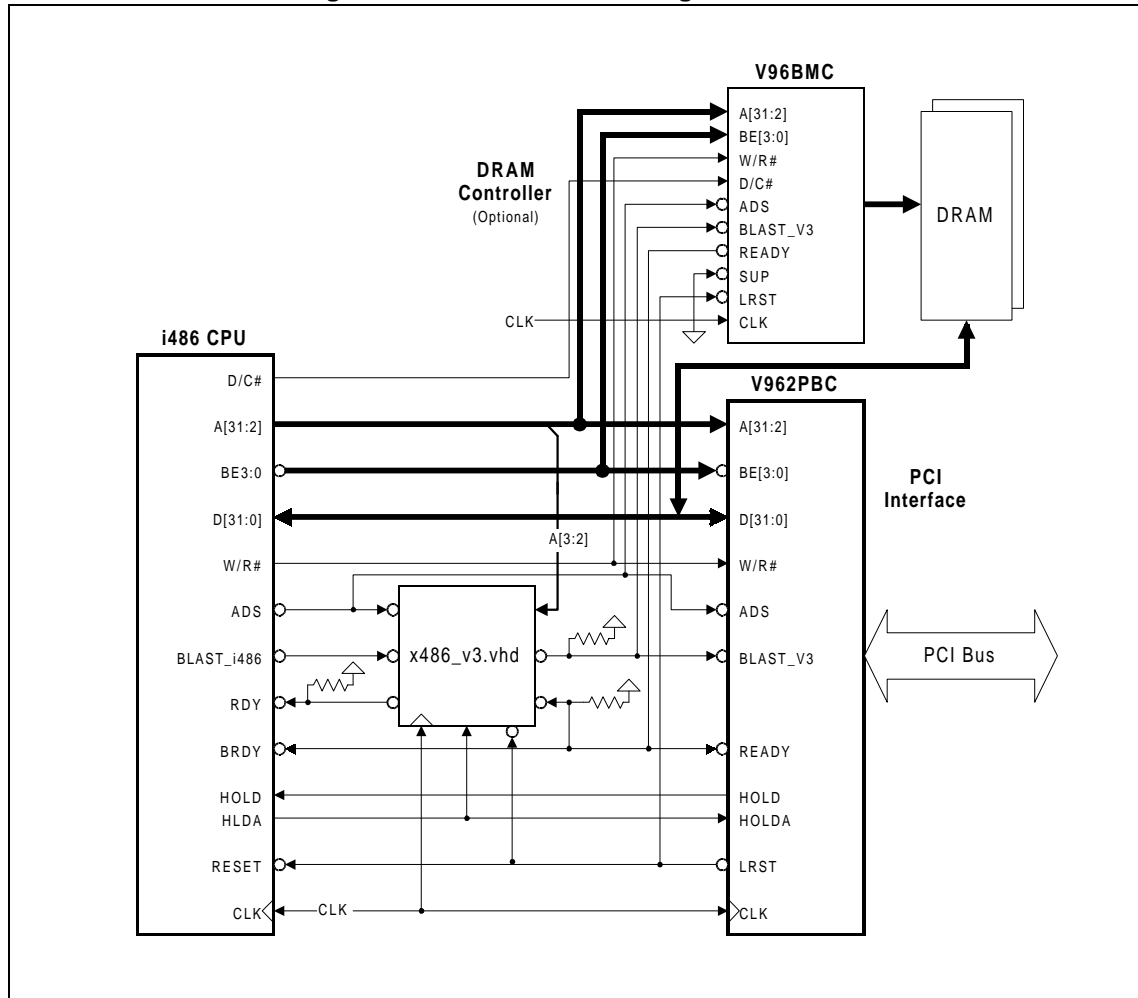 V96BMC
A[31:2]
BE[3:0]
W/R#
D/C#
ADS
BLAST_V3
READY
SUP
LRST
CLK
DRAM
Controller
(Optional)
CLK
DRAM
i486 CPU
D/C#
A[31:2]
BE3:0
D[31:0]
W/R#
ADS
BLAST_i486
RDY
BRDY
HOLD
HLDA
RESET
CLK
CLK
A[3:2]
x486_v3.vhd
V962PBC
A[31:2]
BE[3:0]
D[31:0]
W/R#
ADS
BLAST_V3
READY
HOLD
HOLDA
LRST
CLK
PCI
Interface
PCI Bus